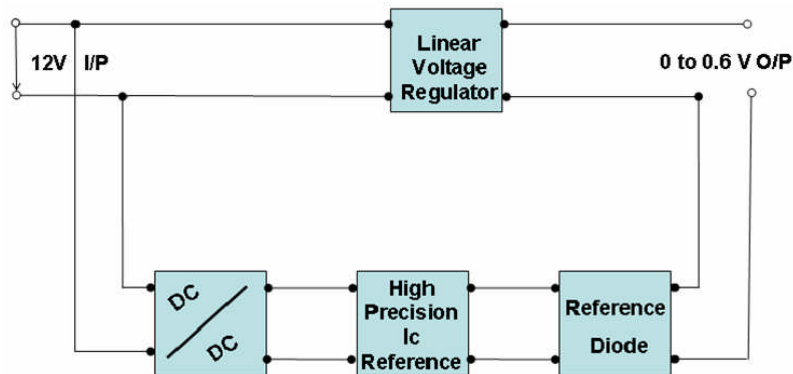 12V I/P
Linear
Voltage
Regulator
0 to 0.6 V O/P
DC
DC
High
Precision
Ic
Reference
Reference
Diode